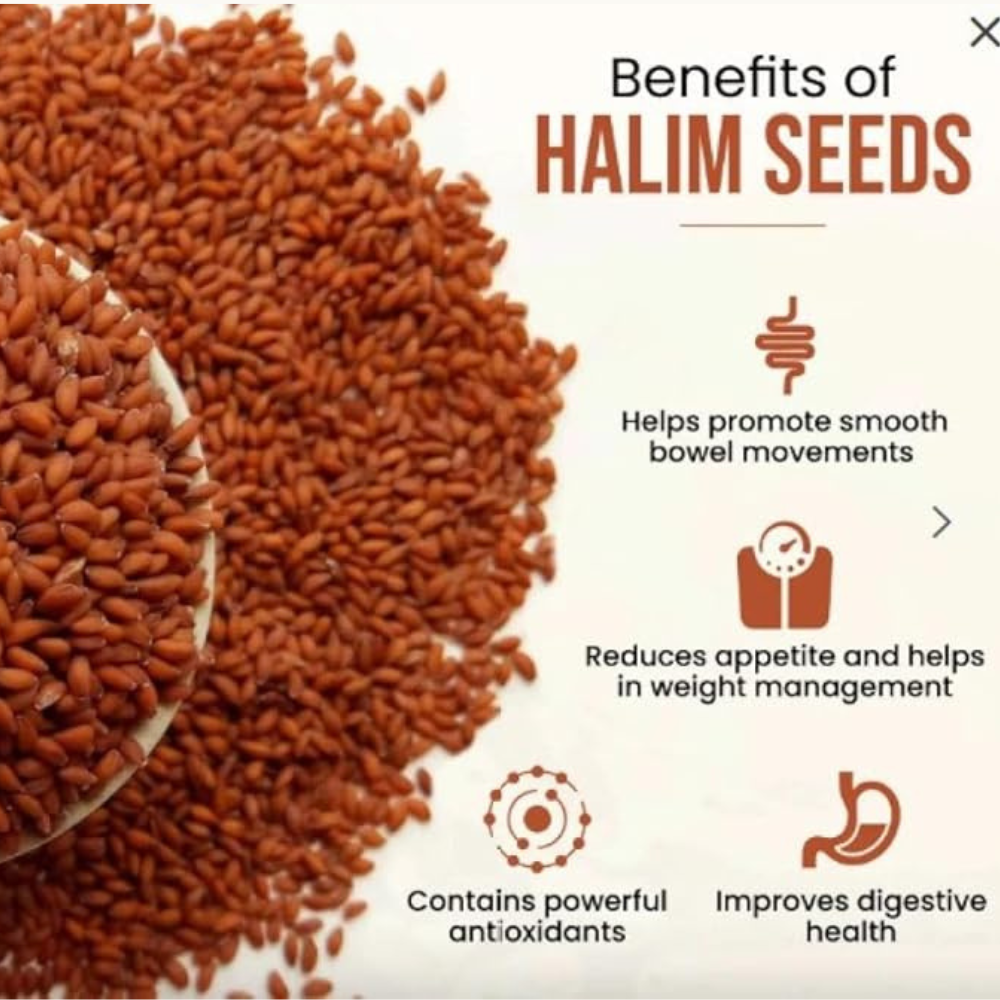 Benefits of
HALIM SEEDS
Helps promote smooth
bowel movements
Reduces appetite and helps
in weight management
Contains powerful
antioxidants
Improves digestive
health